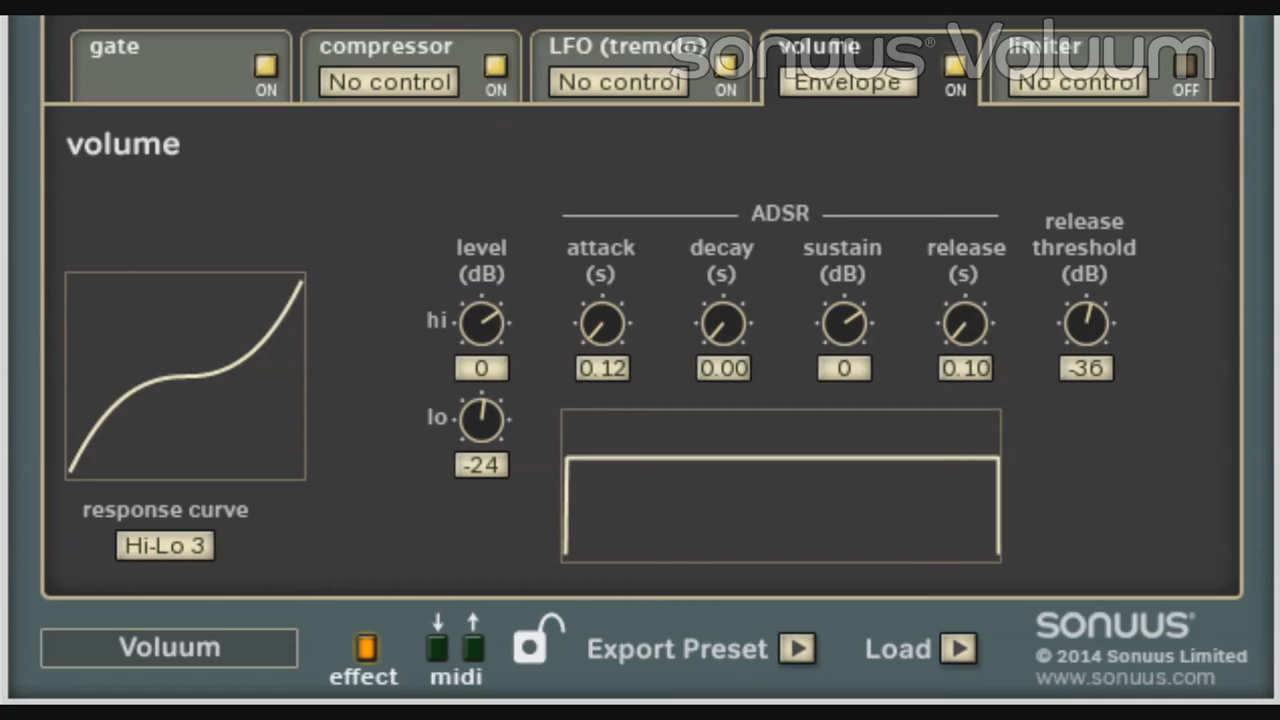 sonuus® Voluum
gate
ON
compressor
No control
ON
LFO (tremolo)
No control
ON
volume
Envelope
ON
limiter
No control
OFF
volume
ADSR
level
(dB)
attack
(s)
decay
(s)
sustain
(dB)
release
(s)
release
threshold
(dB)
hi
0
0.12
0.00
0
0.10
-36
lo
-24
response curve
Hi-Lo 3
Voluum
effect
midi
Export Preset
Load
sonuus®
© 2014 Sonuus Limited
www.sonuus.com